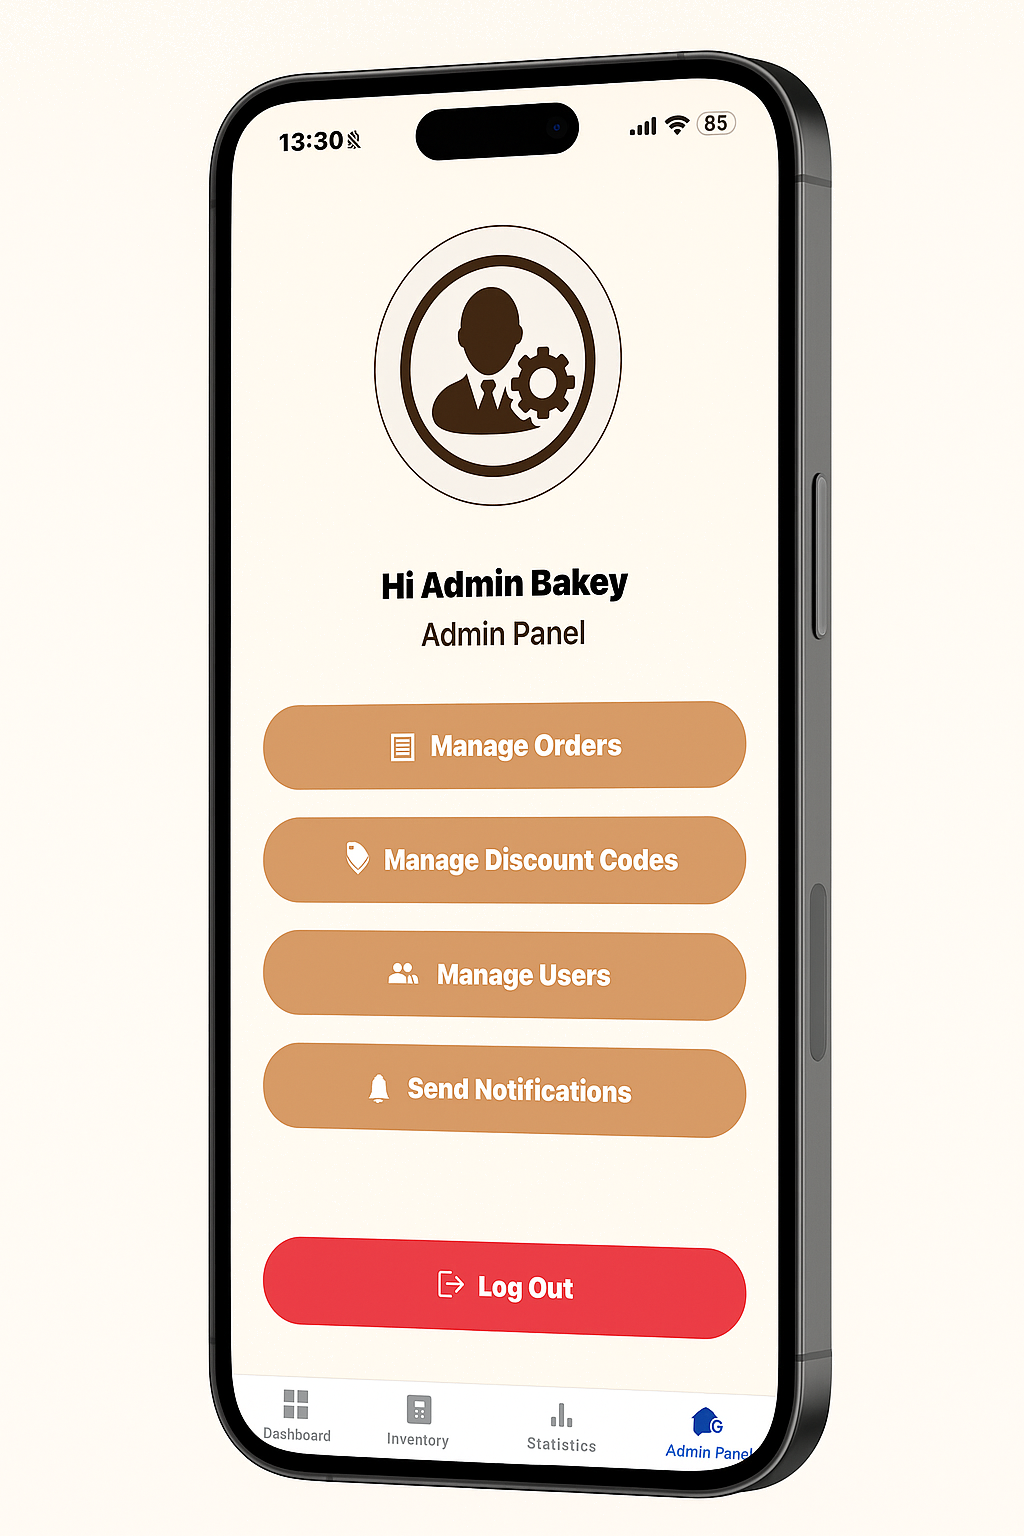 13:30 85
Hi Admin Bakey
Admin Panel
Manage Orders
Manage Discount Codes
Manage Users
Send Notifications
Log Out
Dashboard Inventory Statistics Admin Panel